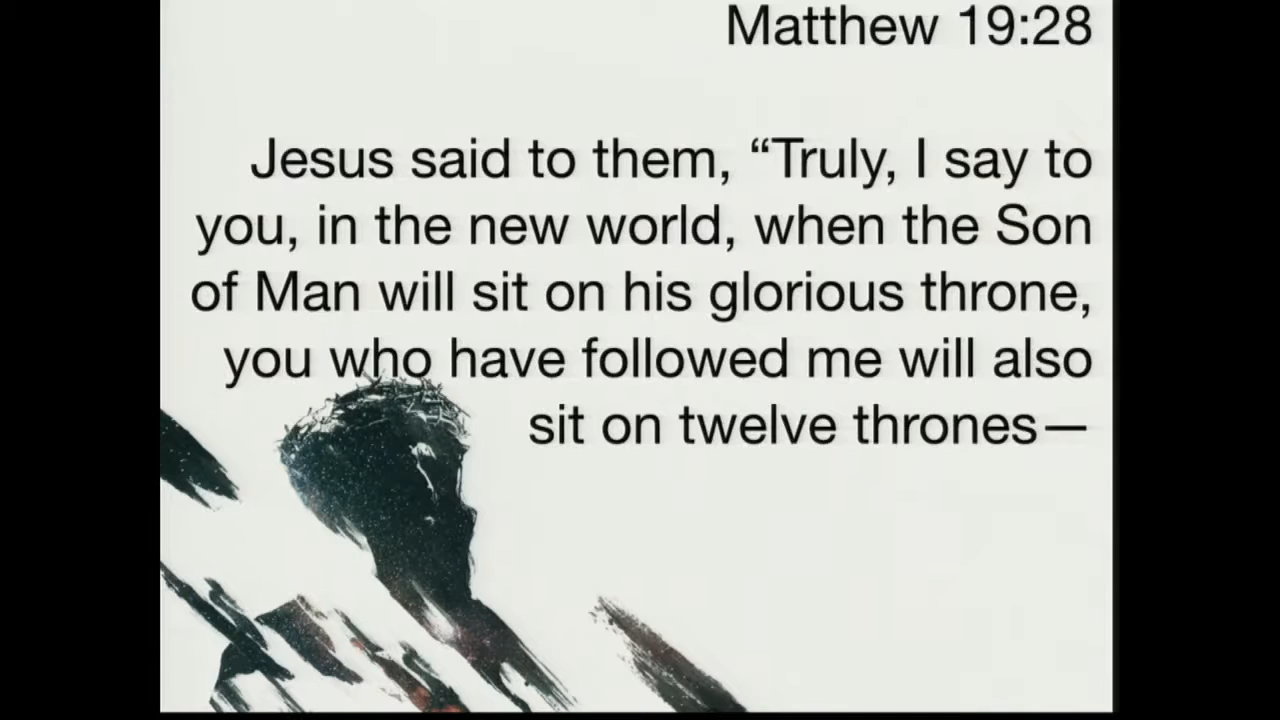 Matthew 19:28
Jesus said to them, “Truly, I say to
you, in the new world, when the Son
of Man will sit on his glorious throne,
you who have followed me will also
sit on twelve thrones—